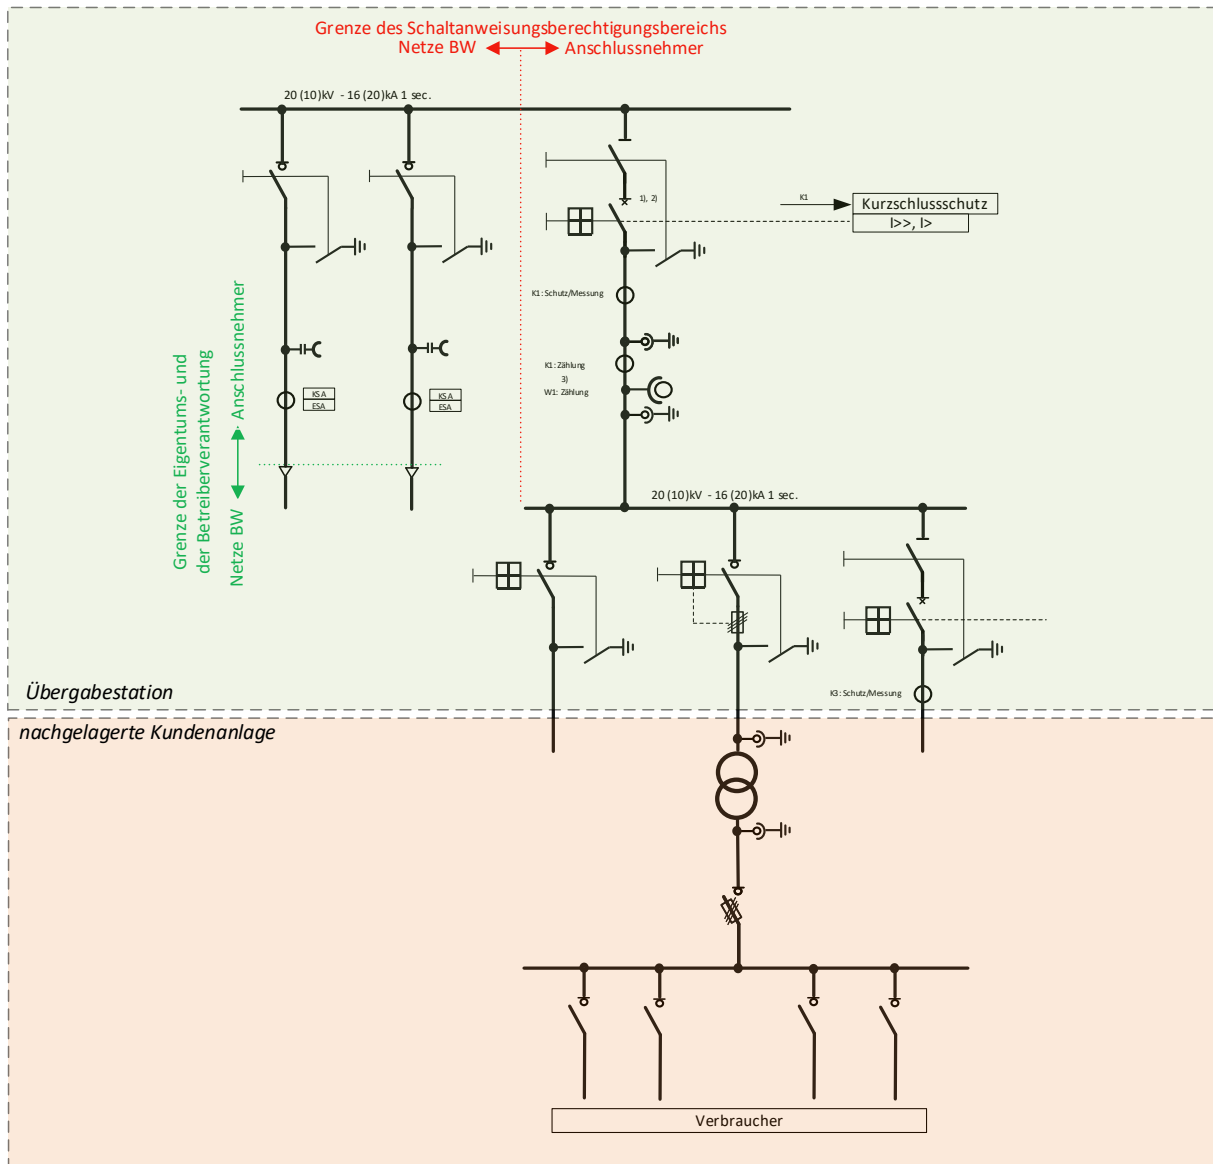 Grenze des Schaltanweisungsberechtigungsbereichs
Netze BW
Anschlussnehmer
20 (10)kV - 16 (20)kA 1 sec.
1), 2)
K1
Kurzschlussschutz
I>>, I>
K1: Schutz/Messung
K1: Zählung
3)
W1: Zählung
KSA
ESA
KSA
ESA
Grenze der Eigentums- und
der Betreiberverantwortung
Netze BW
Anschlussnehmer
20 (10)kV - 16 (20)kA 1 sec.
K3: Schutz/Messung
Übergabestation
nachgelagerte Kundenanlage
Verbraucher